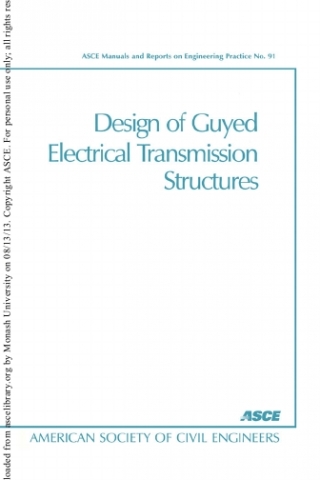 ASCE Manuals and Reports on Engineering Practice No. 91
Design of Guyed
Electrical Transmission
Structures
ASCE
AMERICAN SOCIETY OF CIVIL ENGINEERS
loaded from ascelibrary.org by Monash University on 08/13/13. Copyright ASCE. For personal use only; all rights res